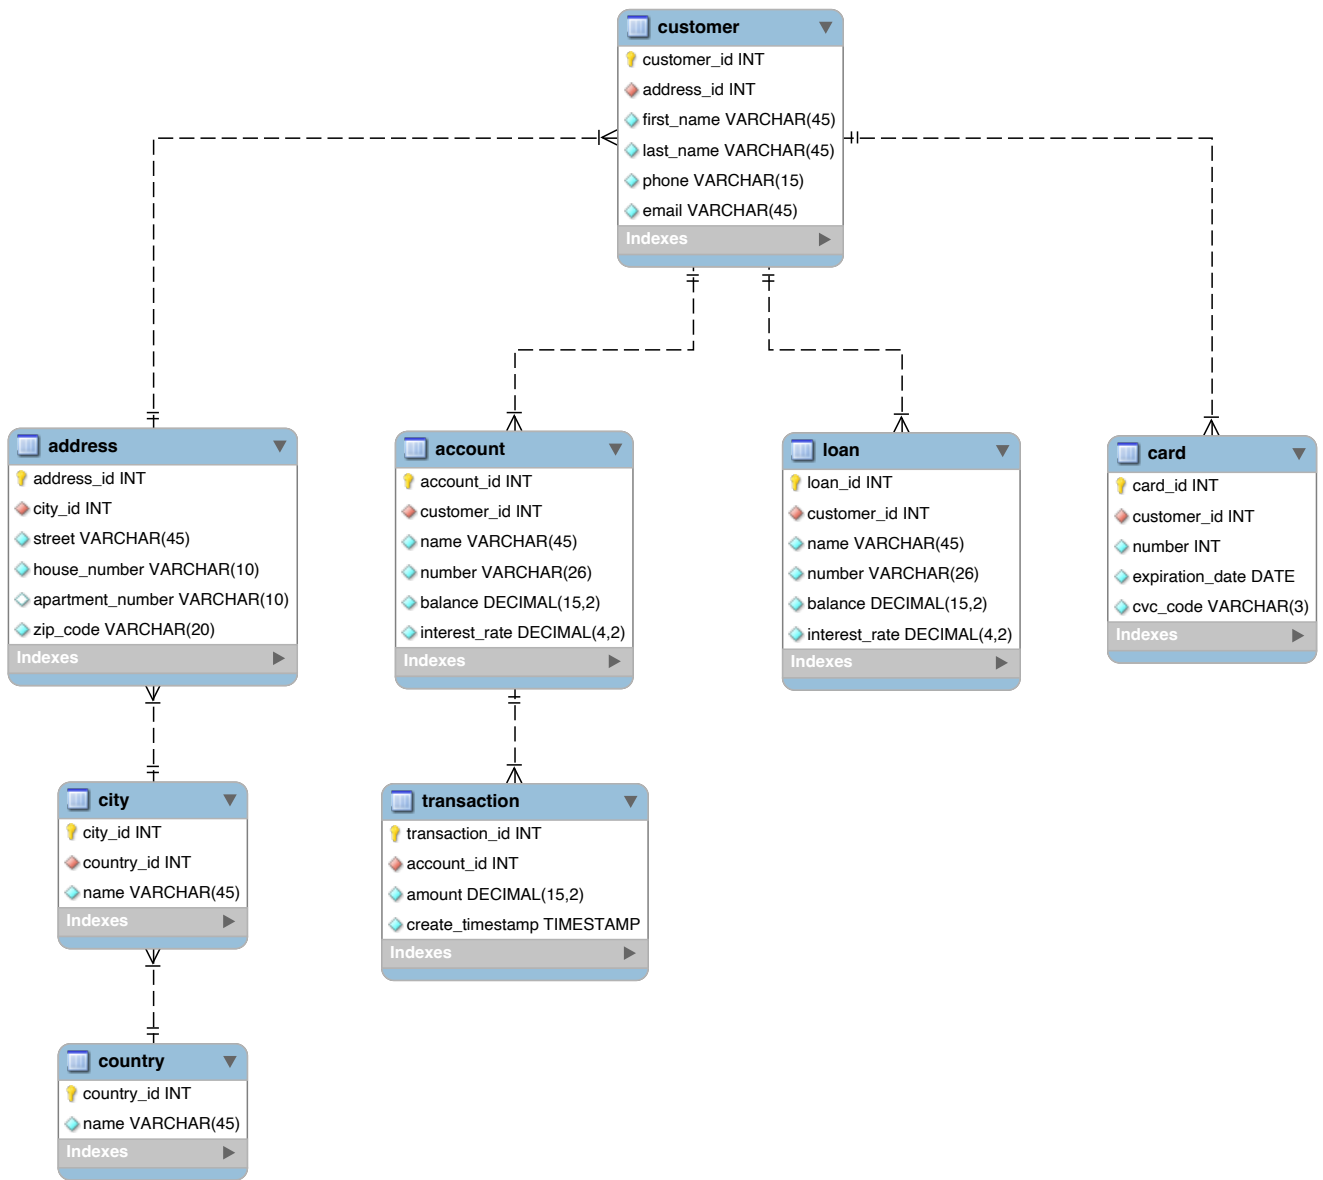 customer
customer_id INT
address_id INT
first_name VARCHAR(45)
last_name VARCHAR(45)
phone VARCHAR(15)
email VARCHAR(45)
Indexes
address
address_id INT
city_id INT
street VARCHAR(45)
house_number VARCHAR(10)
apartment_number VARCHAR(10)
zip_code VARCHAR(20)
Indexes
account
account_id INT
customer_id INT
name VARCHAR(45)
number VARCHAR(26)
balance DECIMAL(15,2)
interest_rate DECIMAL(4,2)
Indexes
loan
loan_id INT
customer_id INT
name VARCHAR(45)
number VARCHAR(26)
balance DECIMAL(15,2)
interest_rate DECIMAL(4,2)
Indexes
card
card_id INT
customer_id INT
number INT
expiration_date DATE
cvc_code VARCHAR(3)
Indexes
city
city_id INT
country_id INT
name VARCHAR(45)
Indexes
transaction
transaction_id INT
account_id INT
amount DECIMAL(15,2)
create_timestamp TIMESTAMP
Indexes
country
country_id INT
name VARCHAR(45)
Indexes